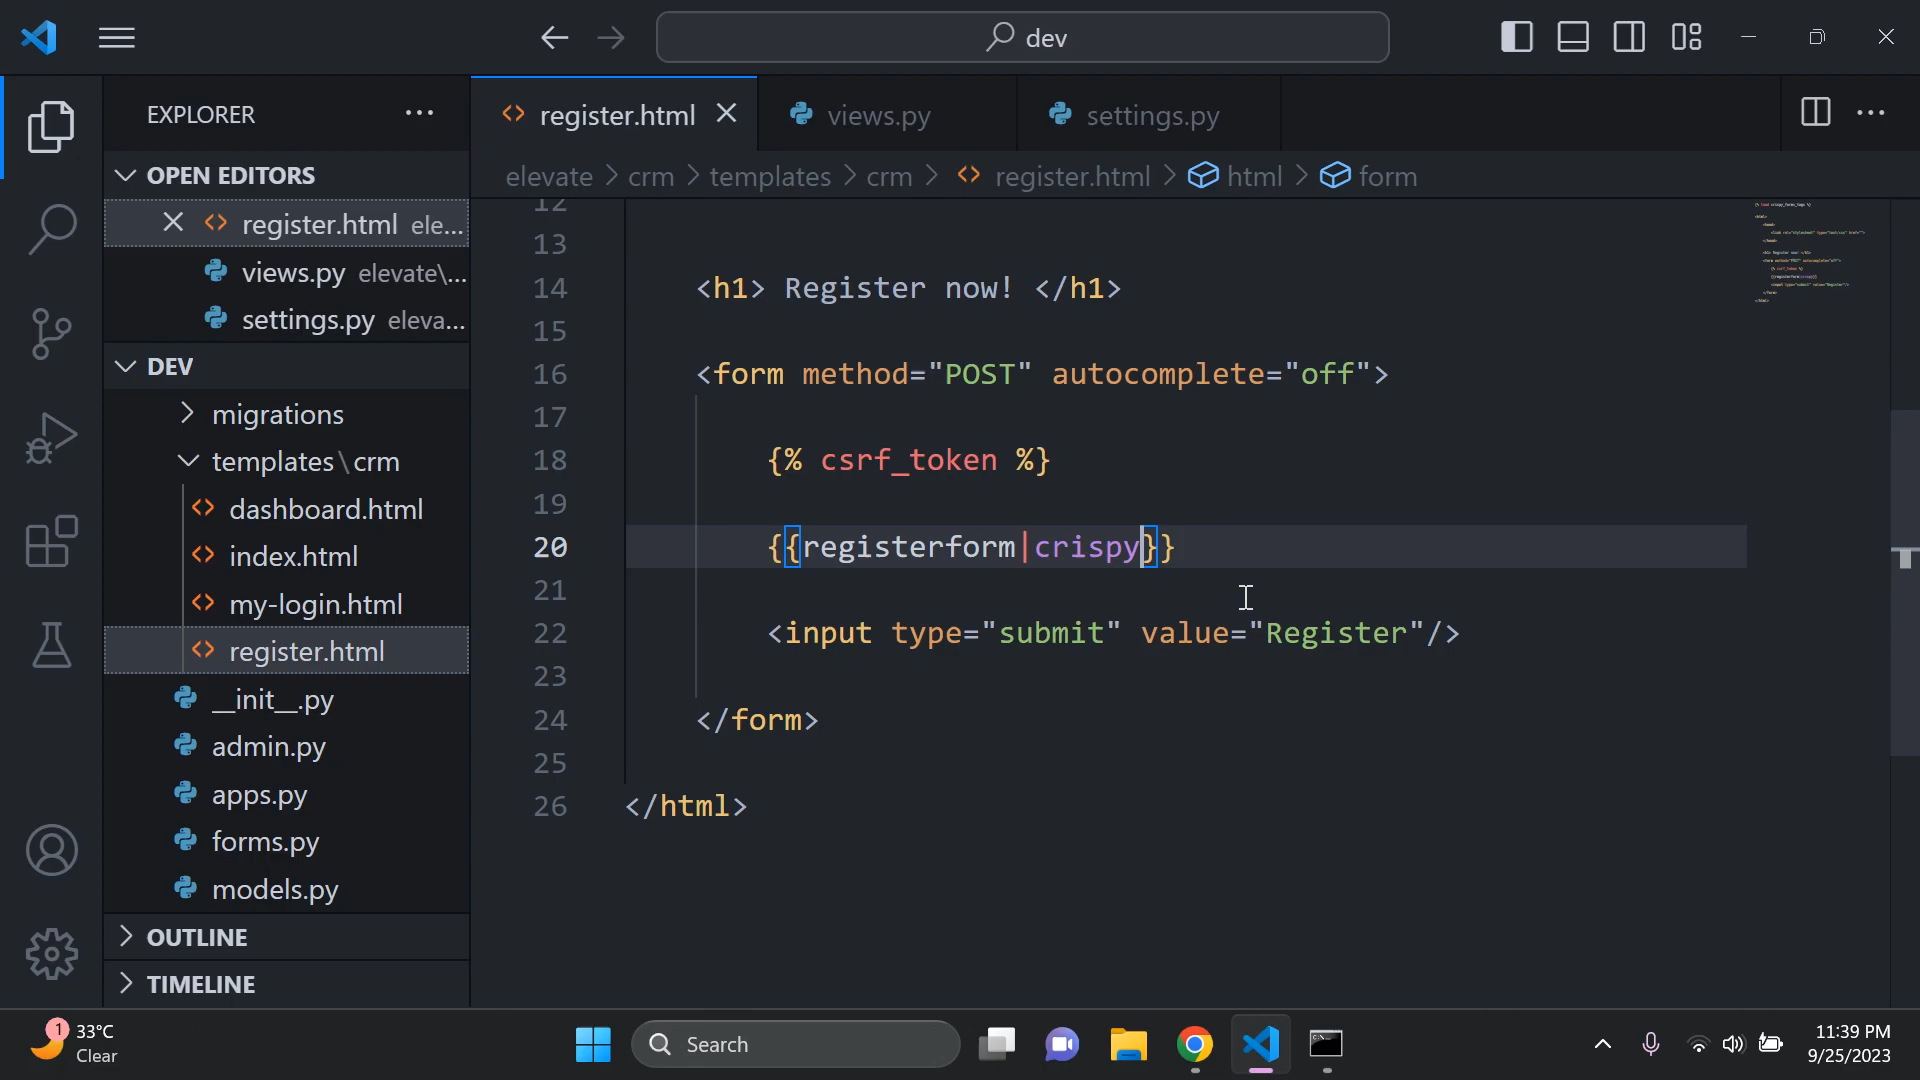 dev
EXPLORER
OPEN EDITORS
register.html ele...
views.py elevate\...
settings.py eleva...
DEV
migrations
templates\crm
dashboard.html
index.html
my-login.html
register.html
__init__.py
admin.py
apps.py
forms.py
models.py
OUTLINE
TIMELINE
register.html
views.py
settings.py
elevate > crm > templates > crm > register.html > html > form
12
13
14 <h1> Register now! </h1>
15
16 <form method="POST" autocomplete="off">
17
18 {% csrf_token %}
19
20 {{registerform|crispy}}
21
22 <input type="submit" value="Register"/>
23
24 </form>
25
26 </html>
1
33°C
Clear
Search
11:39 PM
9/25/2023